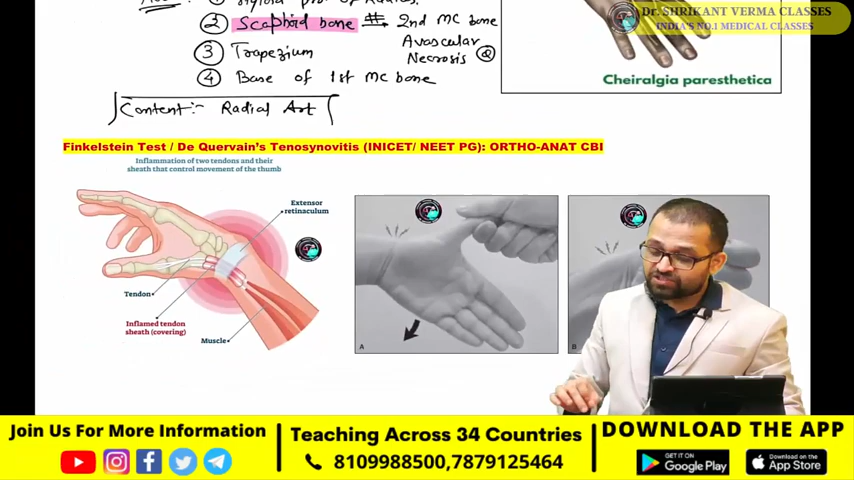 Dr. SHRIKANT VERMA CLASSES
INDIA'S NO.1 MEDICAL CLASSES
② Scaphoid bone # 2nd MC bone
Avascular
Necrosis
③ Trapezium
④ Base of 1st MC bone
Content:- Radial Art
Cheiralgia paresthetica
Finkelstein Test / De Quervain's Tenosynovitis (INICET/ NEET PG): ORTHO-ANAT CBI
Inflammation of two tendons and their
sheath that control movement of the thumb
Extensor
retinaculum
Tendon
Inflamed tendon
sheath (covering)
Muscle
A
B
Join Us For More Information
Teaching Across 34 Countries
8109988500,7879125464
DOWNLOAD THE APP
GET IT ON
Google Play
Download on the
App Store